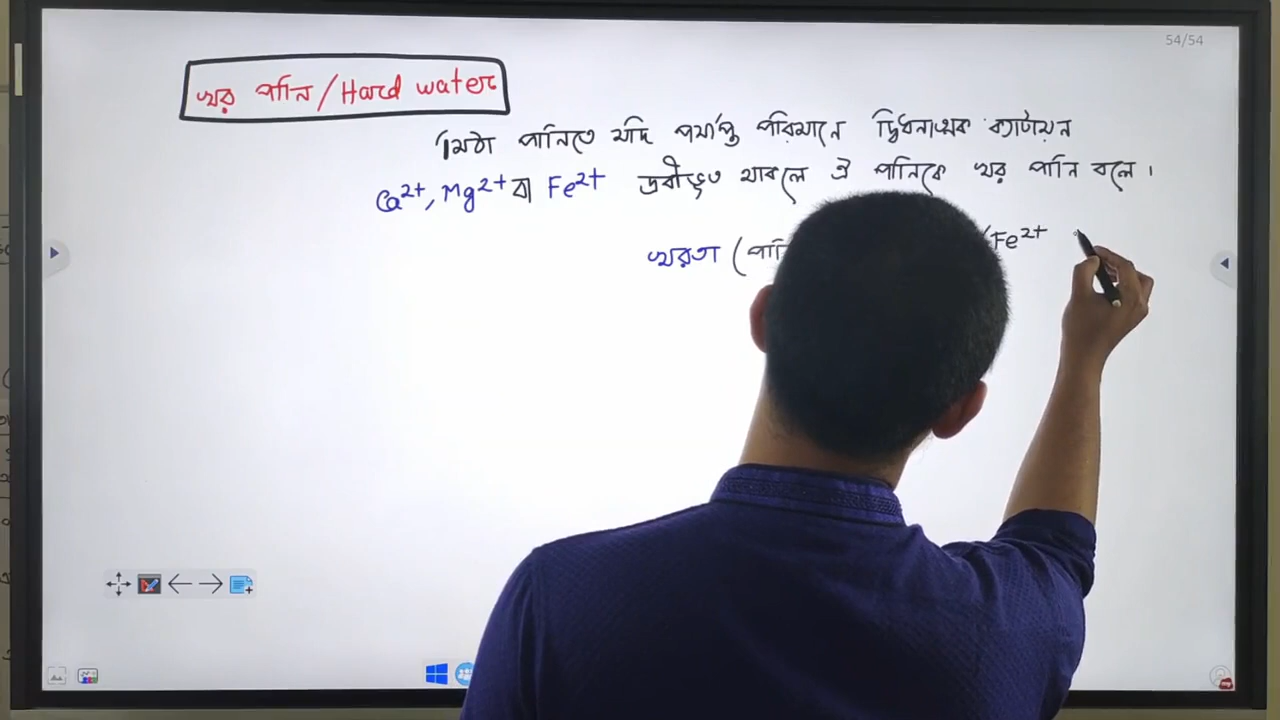 54/54
খর পানি/Hard water
মিঠা পানিতে যদি পর্যাপ্ত পরিমানে দ্বিধনাত্মক ক্যাটায়ন
Ca²⁺, Mg²⁺ বা Fe²⁺ দ্রবীভূত থাকলে ঐ পানিকে খর পানি বলে।
খরতা (পানি /Fe²⁺